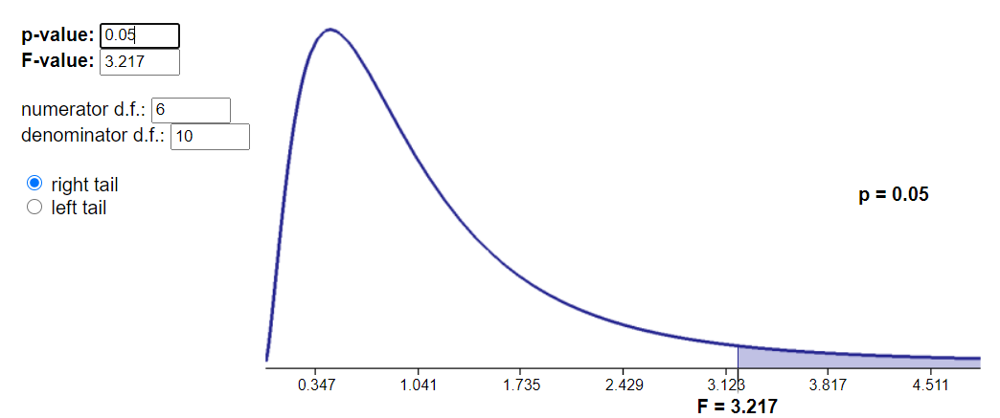 p-value: 0.05
F-value: 3.217
numerator d.f.: 6
denominator d.f.: 10
right tail
left tail
p = 0.05
0.347 1.041 1.735 2.429 3.123 3.817 4.511
F = 3.217